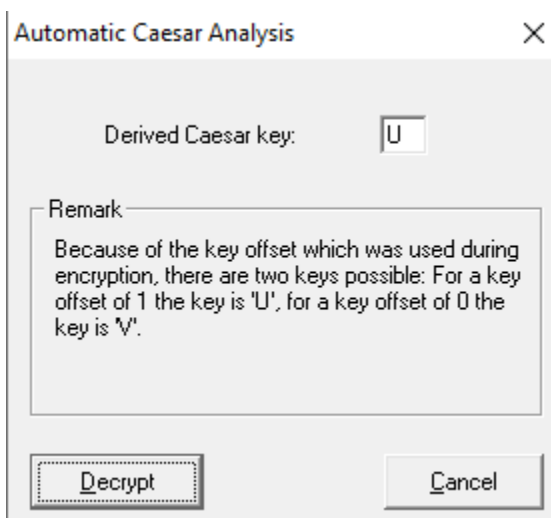 Automatic Caesar Analysis
Derived Caesar key: U
Remark
Because of the key offset which was used during
encryption, there are two keys possible: For a key
offset of 1 the key is 'U', for a key offset of 0 the
key is 'V'.
Decrypt Cancel